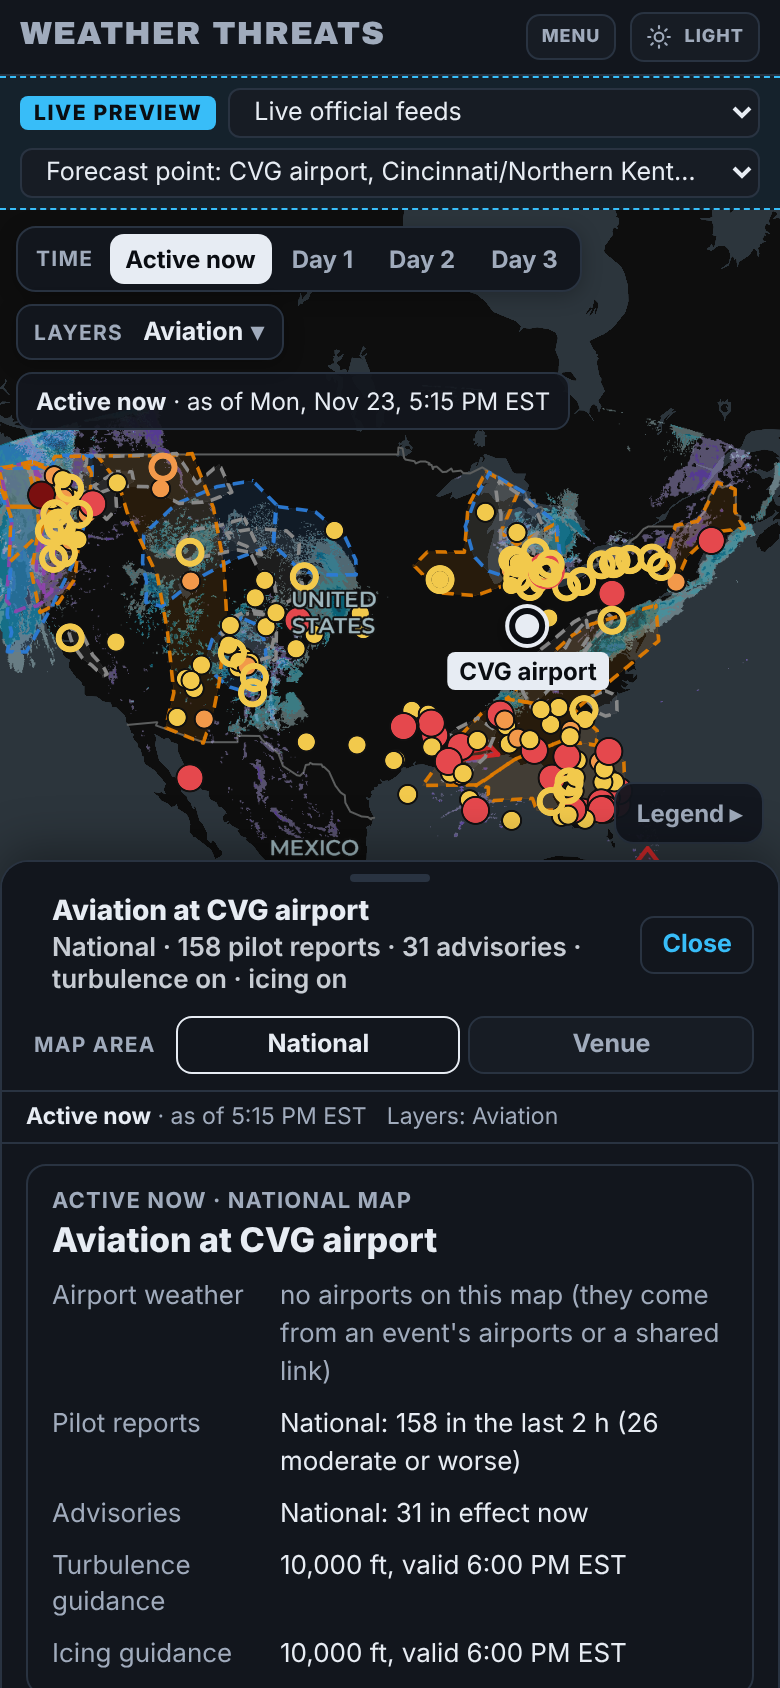 WEATHER THREATS
MENU
LIGHT
LIVE PREVIEW
Live official feeds
Forecast point: CVG airport, Cincinnati/Northern Kent...
TIME
Active now
Day 1
Day 2
Day 3
LAYERS
Aviation ▾
Active now · as of Mon, Nov 23, 5:15 PM EST
UNITED
STATES
CVG airport
Legend ▸
MEXICO
Aviation at CVG airport
National · 158 pilot reports · 31 advisories ·
turbulence on · icing on
Close
MAP AREA
National
Venue
Active now · as of 5:15 PM EST
Layers: Aviation
ACTIVE NOW · NATIONAL MAP
Aviation at CVG airport
Airport weather
no airports on this map (they come
from an event's airports or a shared
link)
Pilot reports
National: 158 in the last 2 h (26
moderate or worse)
Advisories
National: 31 in effect now
Turbulence
guidance
10,000 ft, valid 6:00 PM EST
Icing guidance
10,000 ft, valid 6:00 PM EST